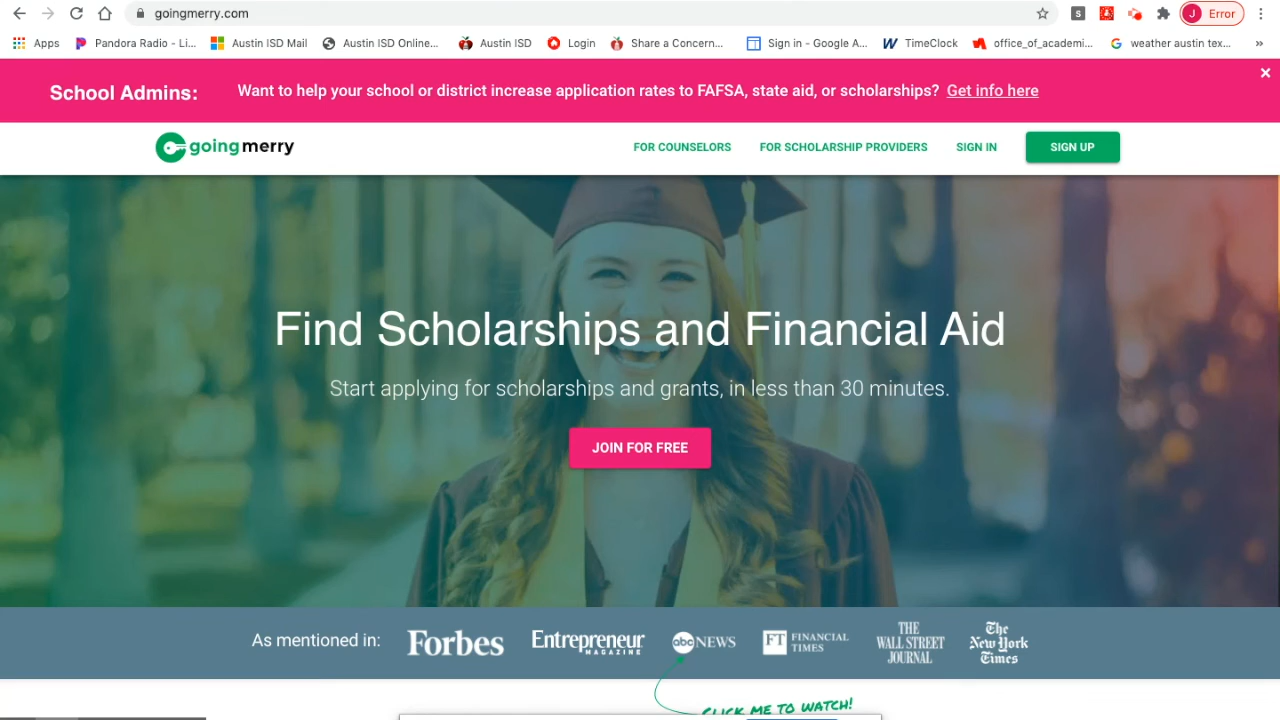 goingmerry.com
S
J Error
Apps Pandora Radio - Li... Austin ISD Mail Austin ISD Online... Austin ISD Login Share a Concern... Sign in - Google A... TimeClock office_of_academi... weather austin tex... »
School Admins: Want to help your school or district increase application rates to FAFSA, state aid, or scholarships? Get info here
goingmerry FOR COUNSELORS FOR SCHOLARSHIP PROVIDERS SIGN IN SIGN UP
Find Scholarships and Financial Aid
Start applying for scholarships and grants, in less than 30 minutes.
JOIN FOR FREE
As mentioned in:
Forbes
Entrepreneur
MAGAZINE
abc NEWS
FT FINANCIAL
TIMES
THE
WALL STREET
JOURNAL
The
New York
Times
CLICK ME TO WATCH!